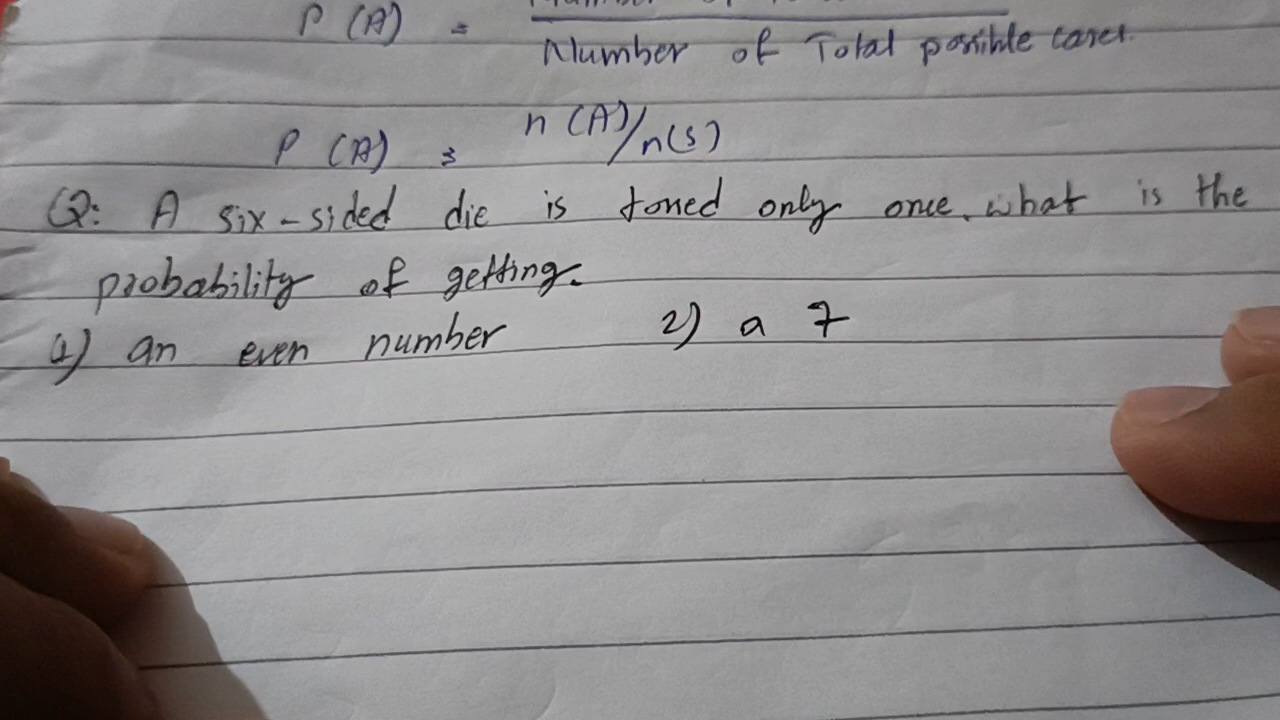 P (A) =
Number of Total possible cases.
P (A) = n (A)/n(s)
Q: A six-sided die is tossed only once. what is the
probability of getting.
1) an even number 2) a 7